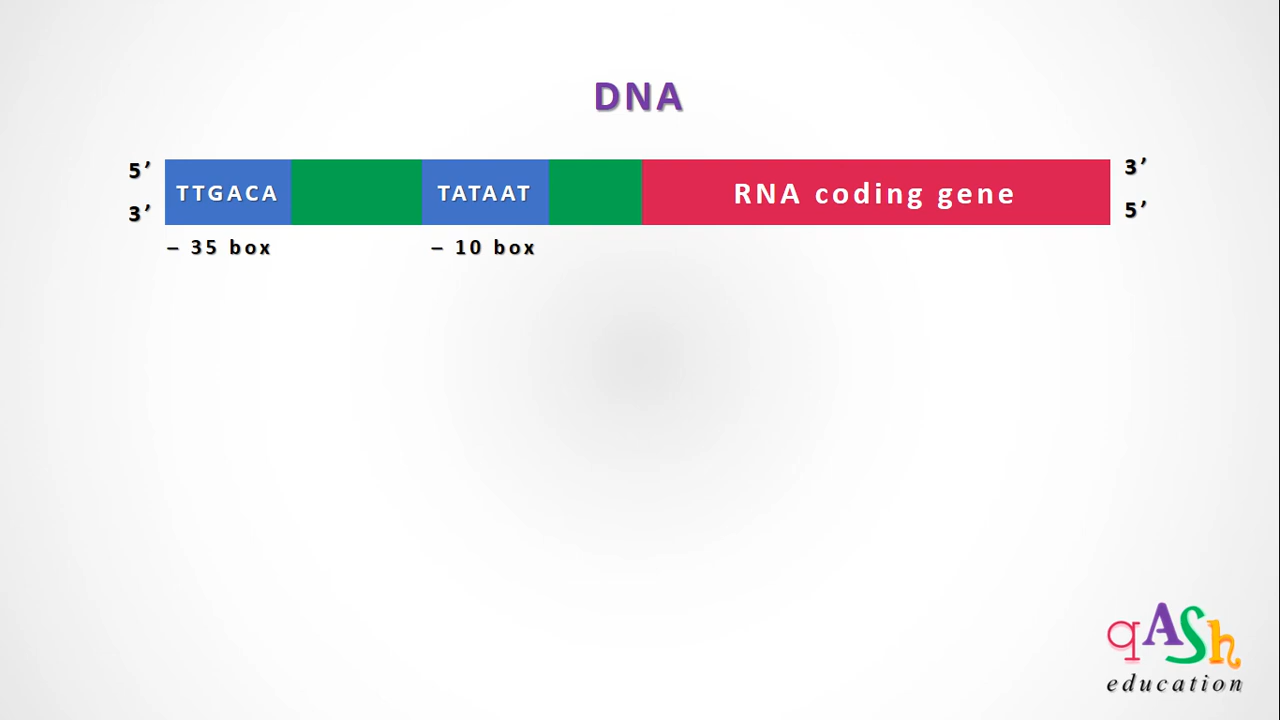 DNA
5’ TTGACA TATAAT RNA coding gene 3’
3’ 5’
– 35 box – 10 box
qASh
education